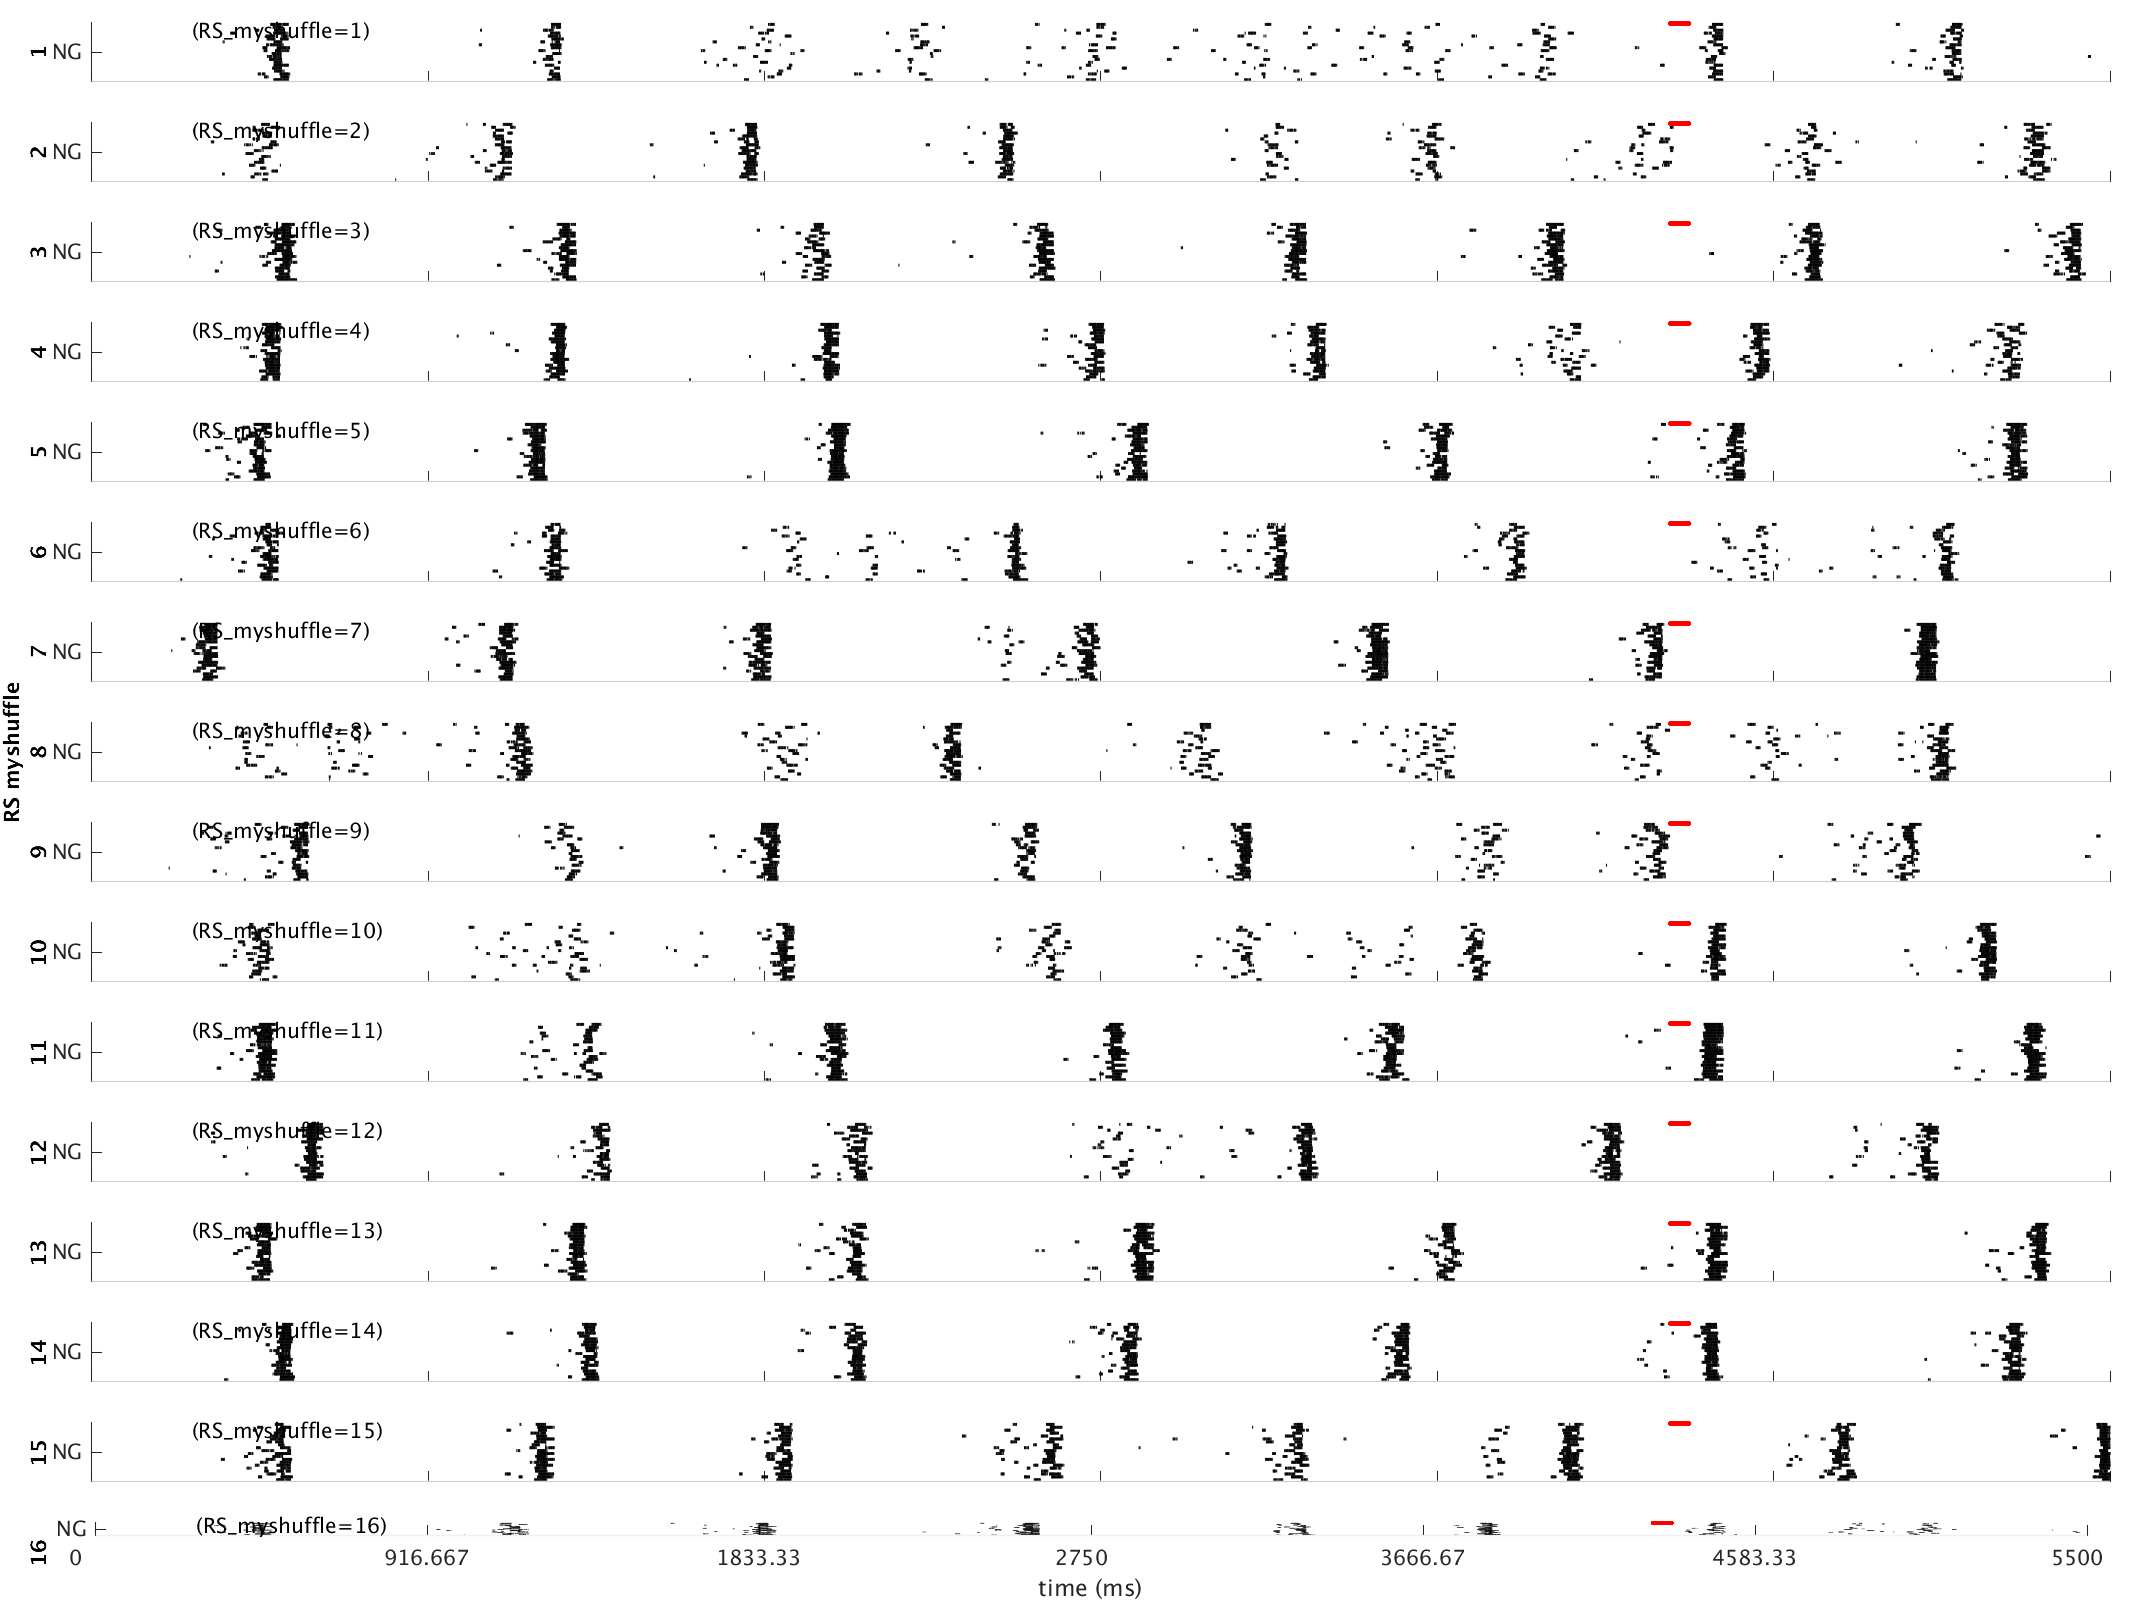 (RS_myshuffle=1)
1 NG
(RS_myshuffle=2)
2 NG
(RS_myshuffle=3)
3 NG
(RS_myshuffle=4)
4 NG
(RS_myshuffle=5)
5 NG
(RS_myshuffle=6)
6 NG
(RS_myshuffle=7)
7 NG
RS myshuffle
(RS_myshuffle=8)
8 NG
(RS_myshuffle=9)
9 NG
(RS_myshuffle=10)
10 NG
(RS_myshuffle=11)
11 NG
(RS_myshuffle=12)
12 NG
(RS_myshuffle=13)
13 NG
(RS_myshuffle=14)
14 NG
(RS_myshuffle=15)
15 NG
(RS_myshuffle=16)
16 NG
0 916.667 1833.33 2750 3666.67 4583.33 5500
time (ms)